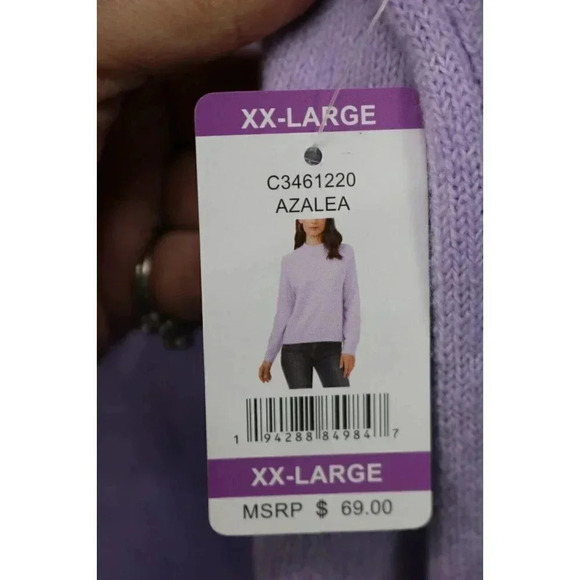 XX-LARGE
C3461220
AZALEA
1 94288 84984 7
XX-LARGE
MSRP $ 69.00